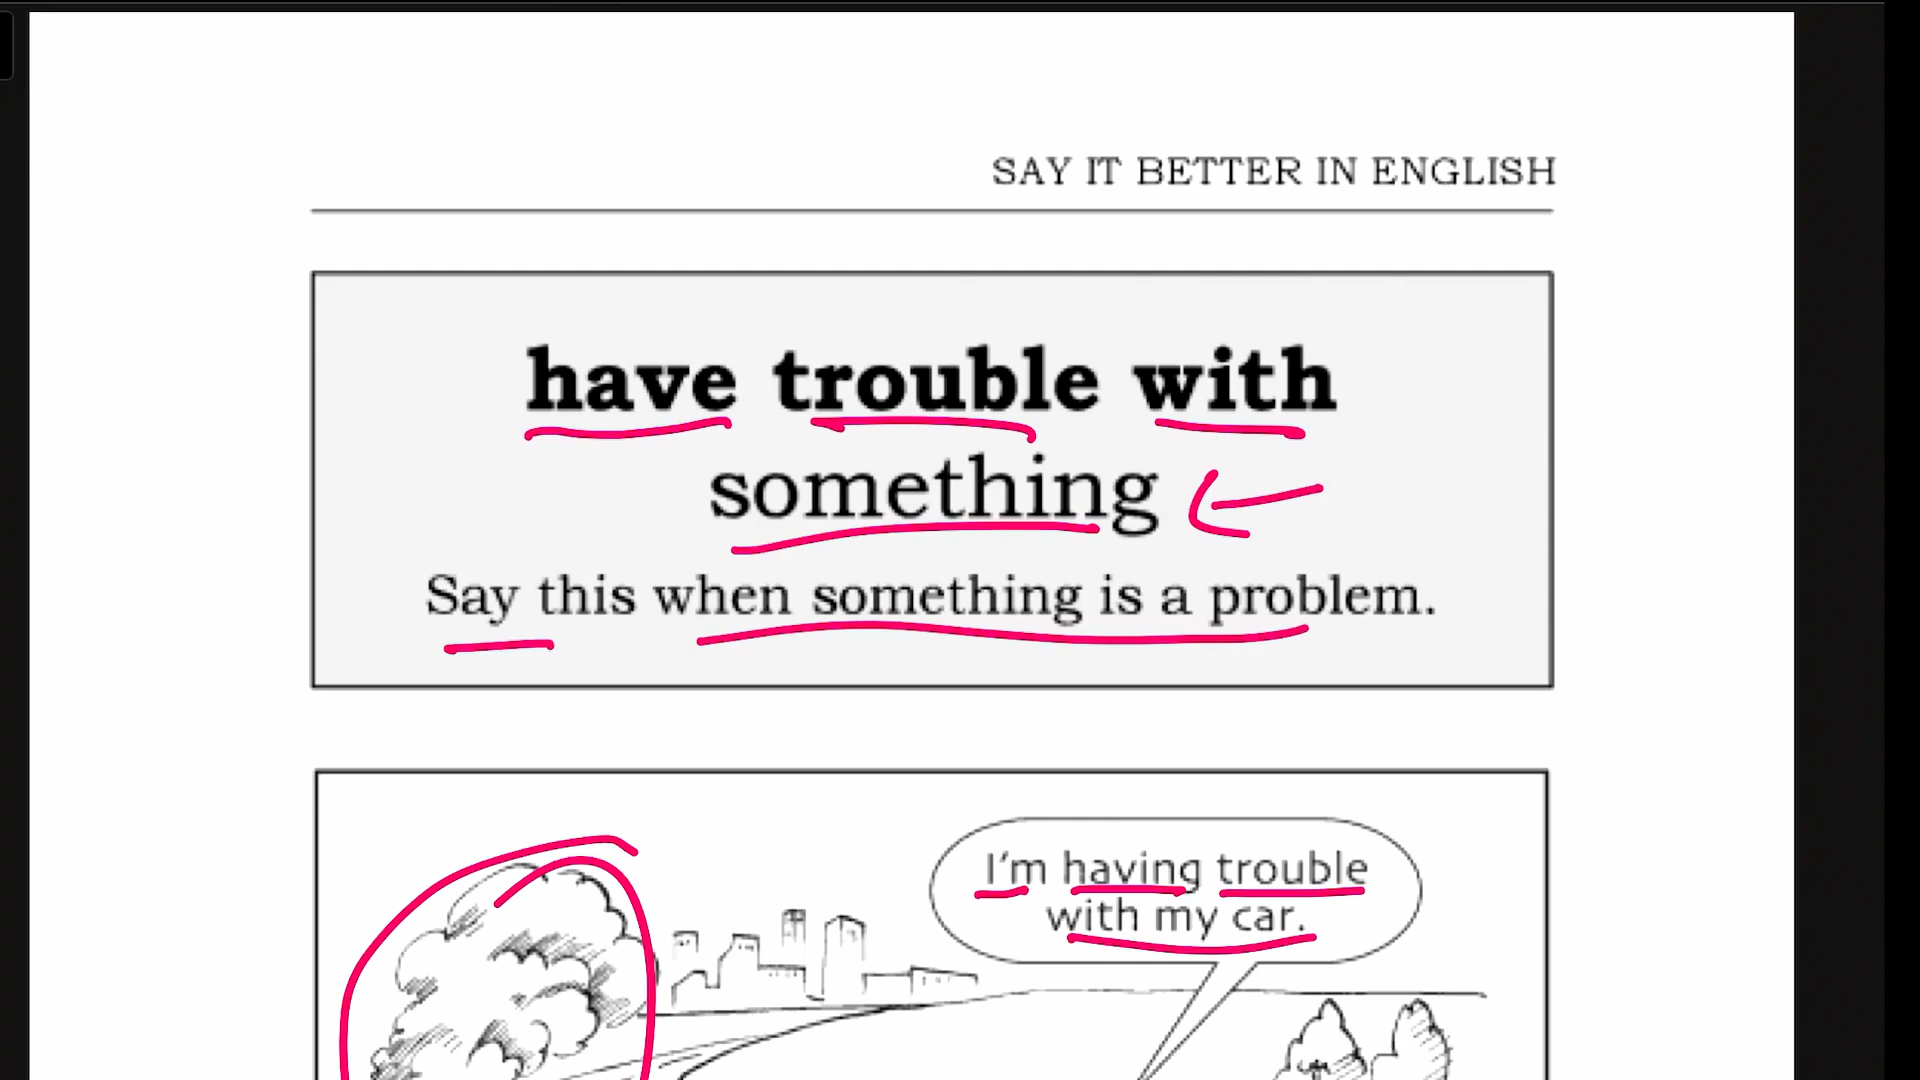 SAY IT BETTER IN ENGLISH
have trouble with
something
Say this when something is a problem.
I'm having trouble
with my car.